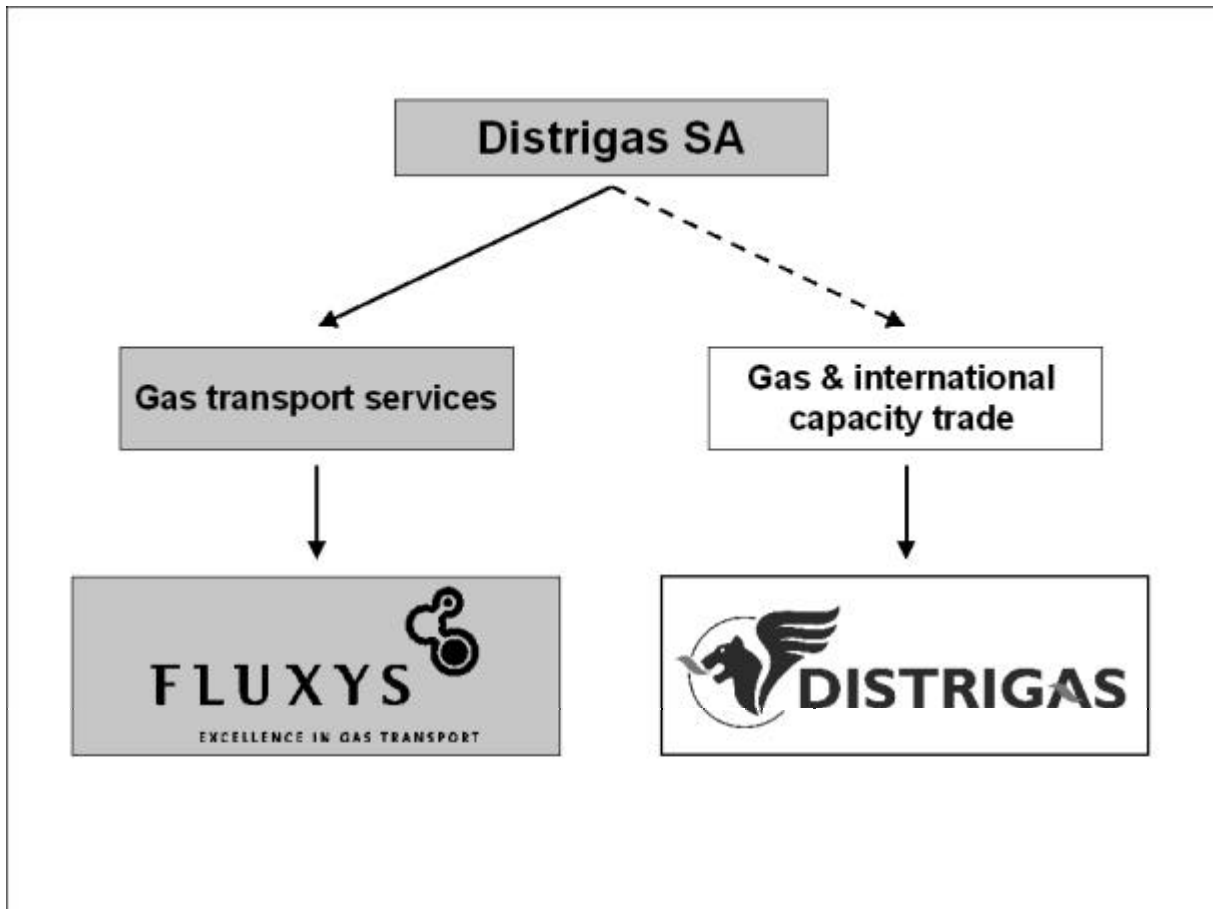 Distrigas SA
Gas transport services
Gas & international
capacity trade
FLUXYS
EXCELLENCE IN GAS TRANSPORT
DISTRIGAS